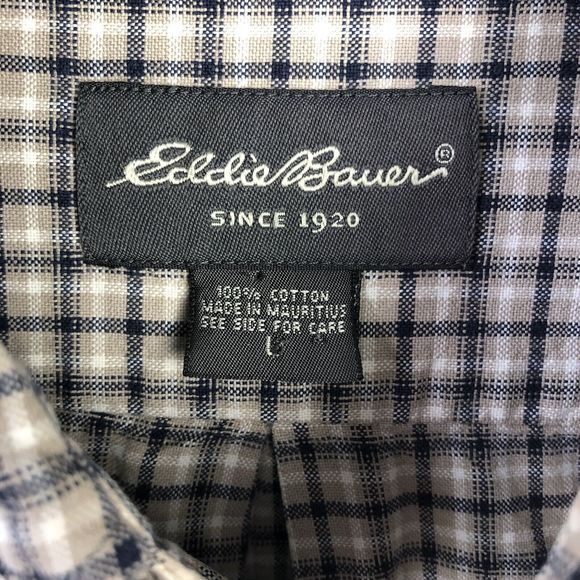 Eddie Bauer®
SINCE 1920
100% COTTON
MADE IN MAURITIUS
SEE SIDE FOR CARE
L